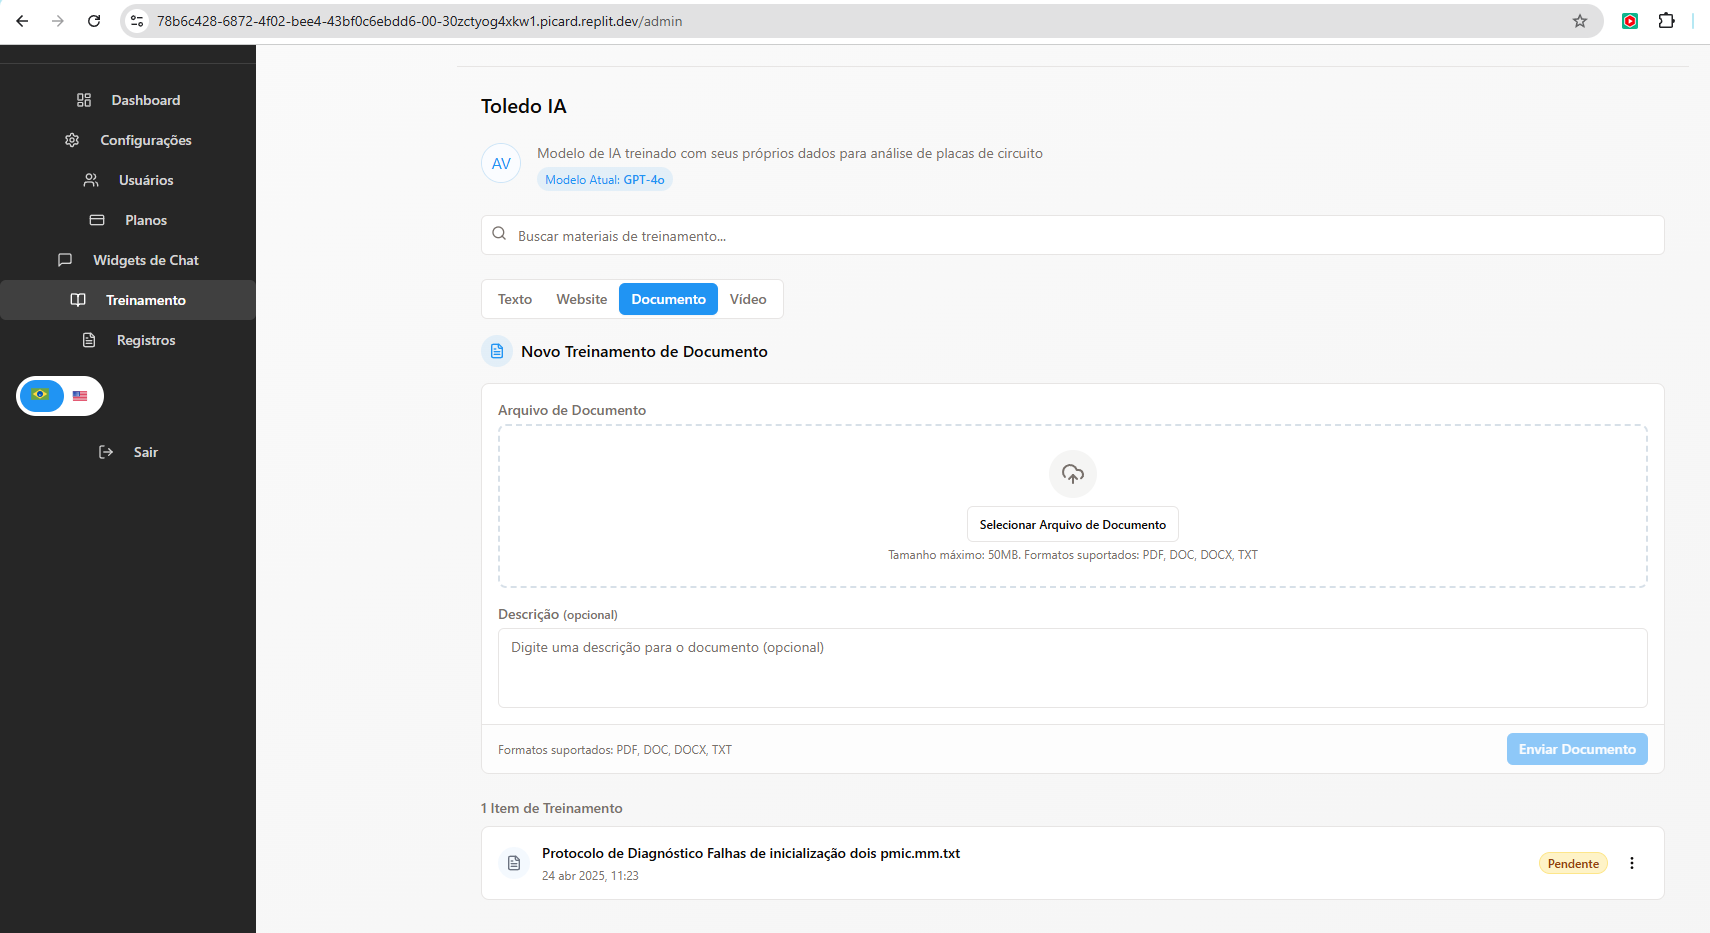 78b6c428-6872-4f02-bee4-43bf0c6ebdd6-00-30zctyog4xkw1.picard.replit.dev/admin
Dashboard
Configurações
Usuários
Planos
Widgets de Chat
Treinamento
Registros
Sair
Toledo IA
AV
Modelo de IA treinado com seus próprios dados para análise de placas de circuito
Modelo Atual: GPT-4o
Buscar materiais de treinamento...
Texto Website Documento Vídeo
Novo Treinamento de Documento
Arquivo de Documento
Selecionar Arquivo de Documento
Tamanho máximo: 50MB. Formatos suportados: PDF, DOC, DOCX, TXT
Descrição (opcional)
Digite uma descrição para o documento (opcional)
Formatos suportados: PDF, DOC, DOCX, TXT
Enviar Documento
1 Item de Treinamento
Protocolo de Diagnóstico Falhas de inicialização dois pmic.mm.txt
24 abr 2025, 11:23
Pendente